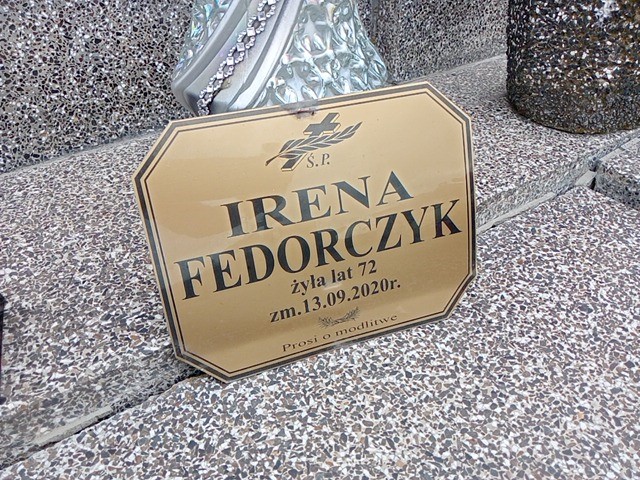 Ś.P.
IRENA
FEDORCZYK
żyła lat 72
zm.13.09.2020r.
Prosi o modlitwę